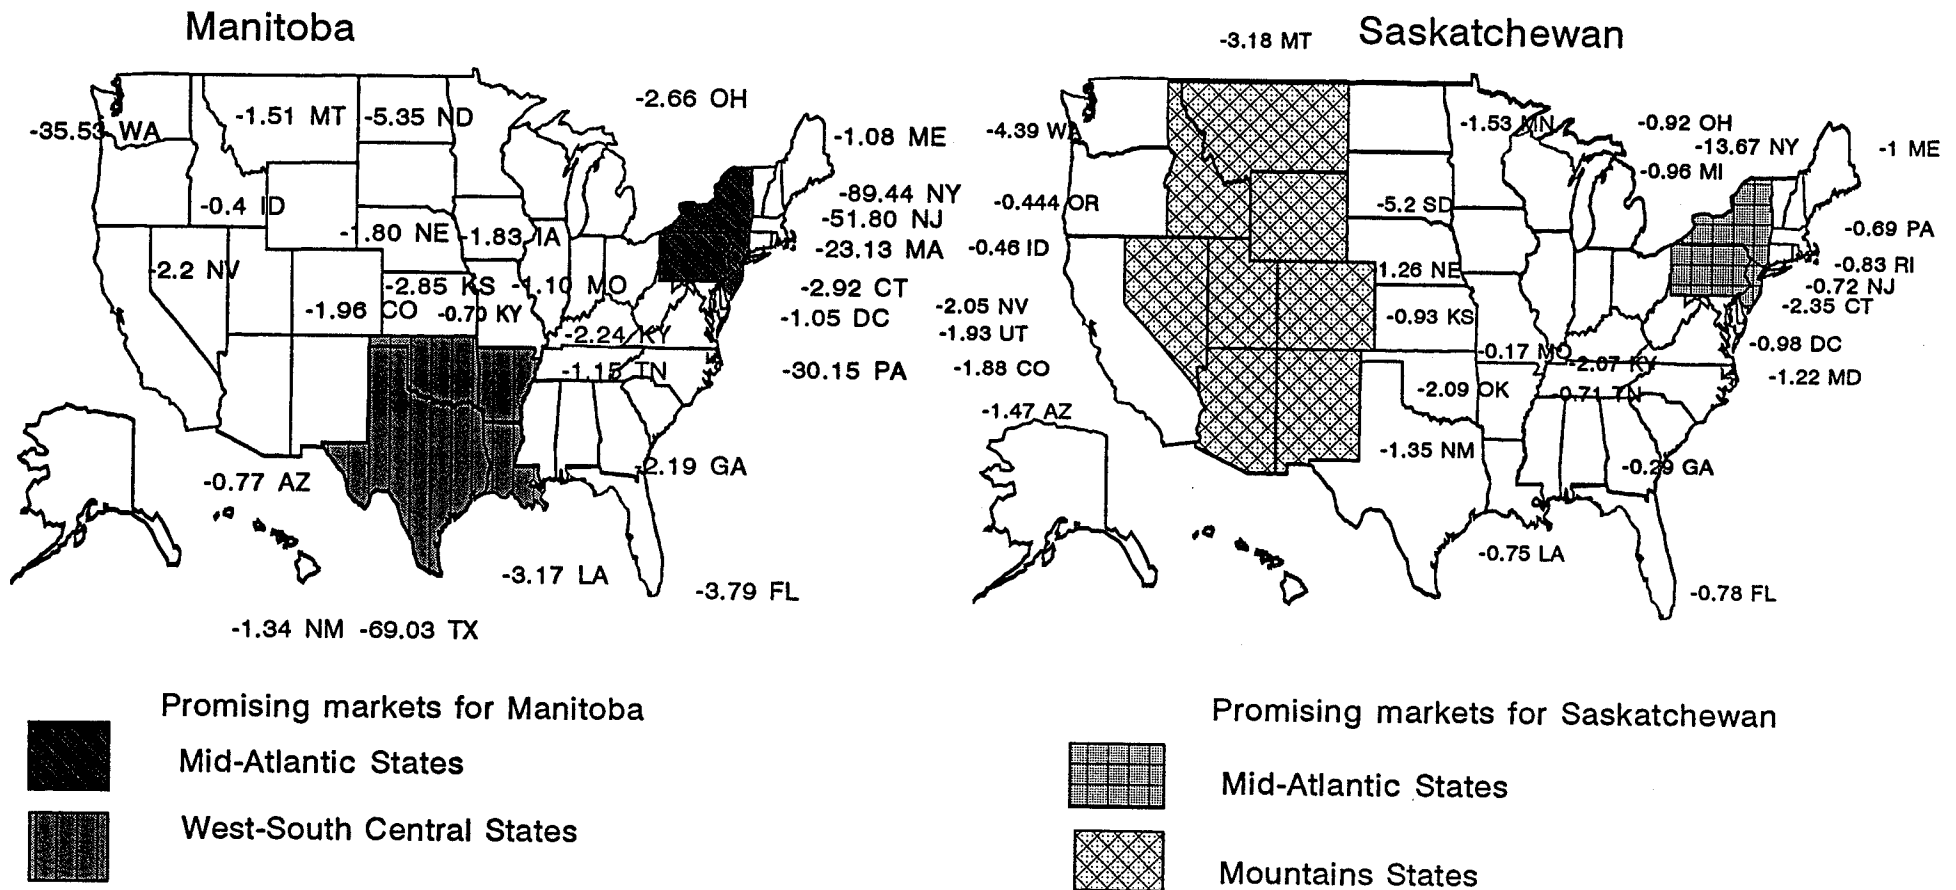 Manitoba
-2.66 OH
-1.51 MT
-5.35 ND
-35.53 WA
-1.08 ME
-89.44 NY
-0.4 ID
-51.80 NJ
-1.80 NE
-1.83 IA
-23.13 MA
-2.2 NV
-2.85 KS
-1.10 MO
-2.92 CT
-1.96 CO
-0.70 KY
-1.05 DC
-2.24 KY
-1.15 TN
-30.15 PA
-2.19 GA
-0.77 AZ
-3.17 LA
-3.79 FL
-1.34 NM
-69.03 TX
Promising markets for Manitoba
Mid-Atlantic States
West-South Central States
-3.18 MT
Saskatchewan
-4.39 WA
-1.53 MN
-0.92 OH
-13.67 NY
-1 ME
-0.96 MI
-0.444 OR
-5.2 SD
-0.69 PA
-0.46 ID
-0.83 RI
1.26 NE
-0.72 NJ
-2.05 NV
-2.35 CT
-0.93 KS
-1.93 UT
-0.98 DC
-0.17 MO
-2.07 KY
-1.88 CO
-1.22 MD
-2.09 OK
0.71 TN
-1.47 AZ
-1.35 NM
-0.29 GA
-0.75 LA
-0.78 FL
Promising markets for Saskatchewan
Mid-Atlantic States
Mountains States